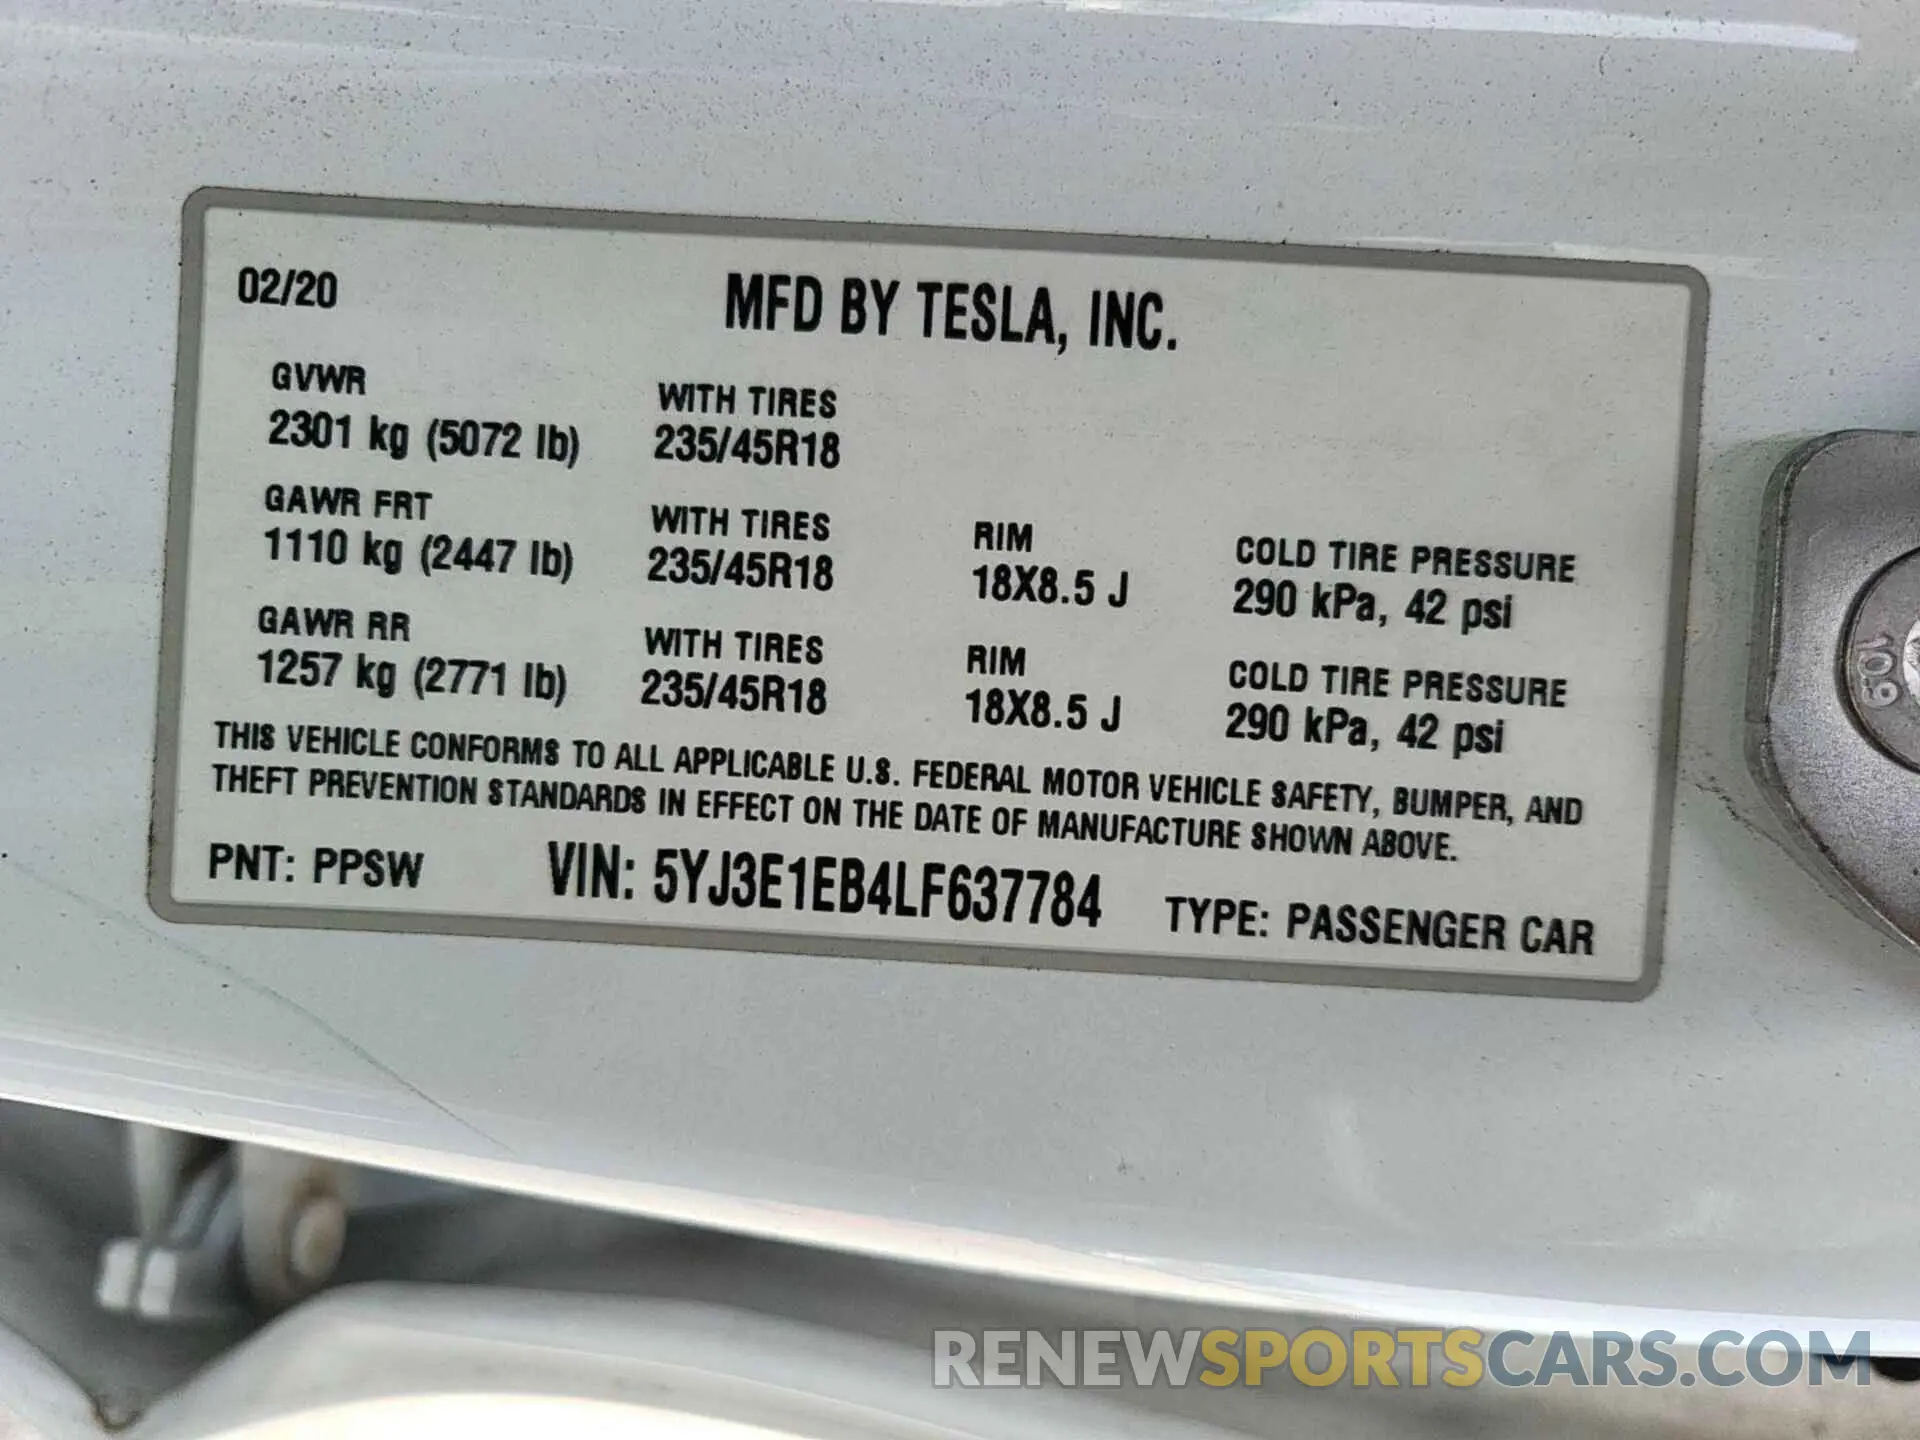 02/20 MFD BY TESLA, INC.
GVWR WITH TIRES
2301 kg (5072 lb) 235/45R18
GAWR FRT WITH TIRES RIM COLD TIRE PRESSURE
1110 kg (2447 lb) 235/45R18 18X8.5 J 290 kPa, 42 psi
GAWR RR WITH TIRES RIM COLD TIRE PRESSURE
1257 kg (2771 lb) 235/45R18 18X8.5 J 290 kPa, 42 psi
THIS VEHICLE CONFORMS TO ALL APPLICABLE U.S. FEDERAL MOTOR VEHICLE SAFETY, BUMPER, AND
THEFT PREVENTION STANDARDS IN EFFECT ON THE DATE OF MANUFACTURE SHOWN ABOVE.
PNT: PPSW VIN: 5YJ3E1EB4LF637784 TYPE: PASSENGER CAR
10.9
RENEWSPORTSCARS.COM